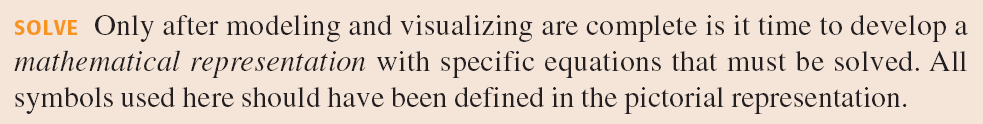 SOLVE Only after modeling and visualizing are complete is it time to develop a
mathematical representation with specific equations that must be solved. All
symbols used here should have been defined in the pictorial representation.